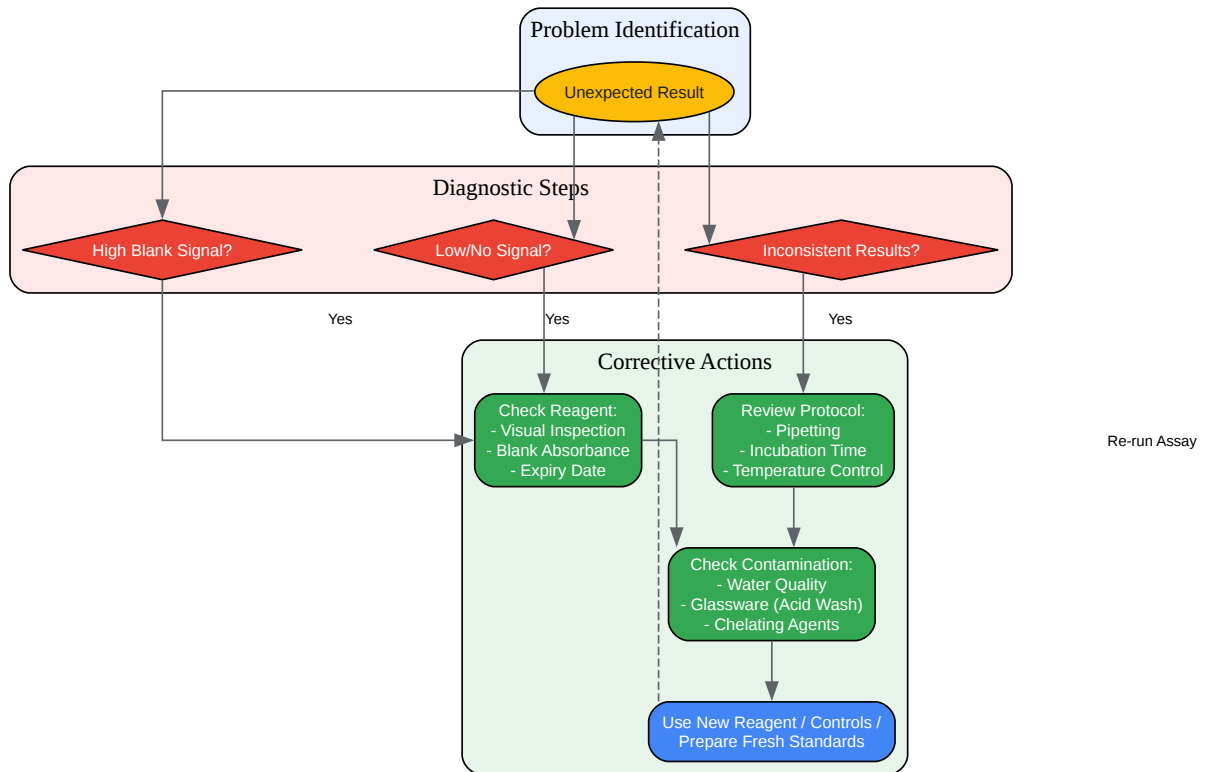 Problem Identification
Unexpected Result
Diagnostic Steps
High Blank Signal?
Low/No Signal?
Inconsistent Results?
Yes
Yes
Yes
Corrective Actions
Check Reagent:
- Visual Inspection
- Blank Absorbance
- Expiry Date
Review Protocol:
- Pipetting
- Incubation Time
- Temperature Control
Re-run Assay
Check Contamination:
- Water Quality
- Glassware (Acid Wash)
- Chelating Agents
Use New Reagent / Controls /
Prepare Fresh Standards